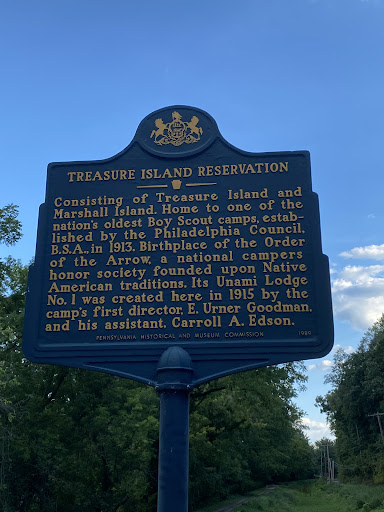 TREASURE ISLAND RESERVATION
Consisting of Treasure Island and
Marshall Island. Home to one of the
nation's oldest Boy Scout camps, estab-
lished by the Philadelphia Council,
B.S.A., in 1913. Birthplace of the Order
of the Arrow, a national campers
honor society founded upon Native
American traditions. Its Unami Lodge
No. 1 was created here in 1915 by the
camp's first director, E. Urner Goodman,
and his assistant, Carroll A. Edson.
PENNSYLVANIA HISTORICAL AND MUSEUM COMMISSION 1989